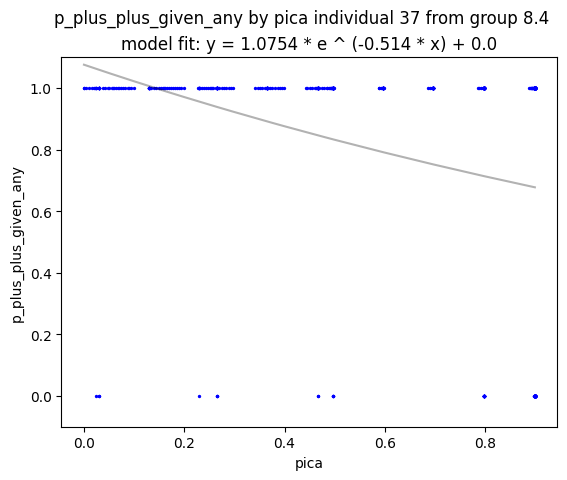 p_plus_plus_given_any by pica individual 37 from group 8.4
model fit: y = 1.0754 * e ^ (-0.514 * x) + 0.0
1.0
0.8
0.6
0.4
0.2
0.0
p_plus_plus_given_any
0.0 0.2 0.4 0.6 0.8
pica